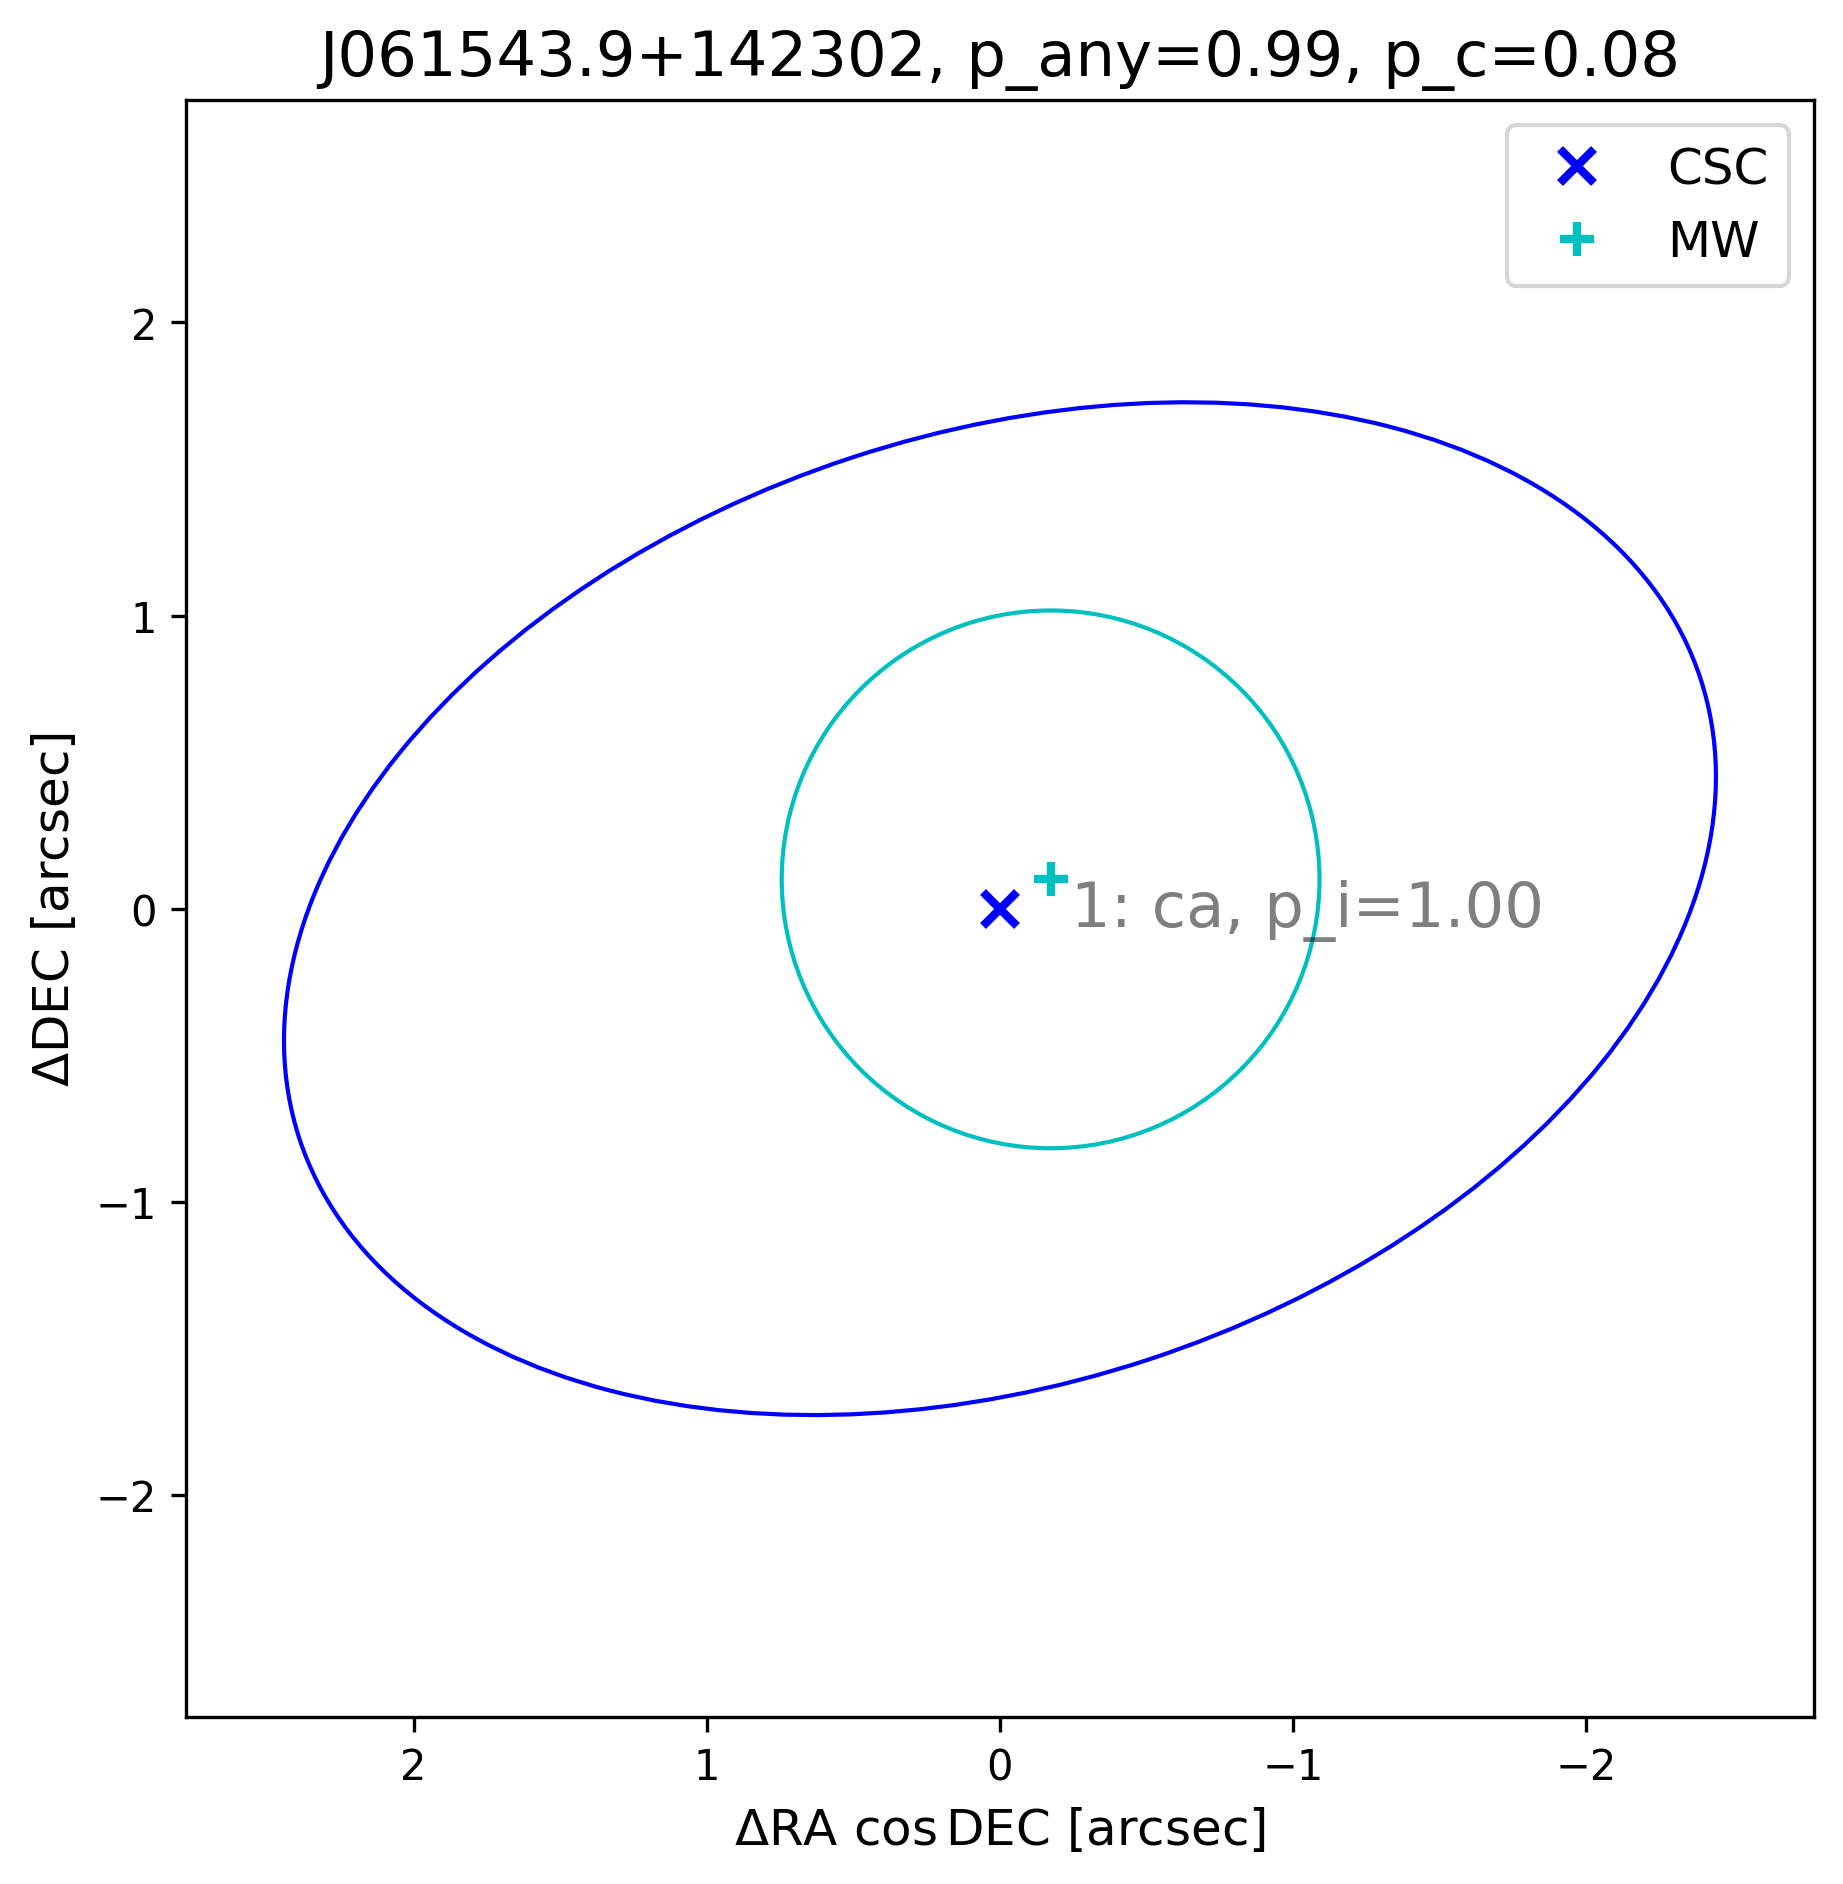 J061543.9+142302, p_any=0.99, p_c=0.08
CSC
MW
2
1
0
−1
−2
ΔDEC [arcsec]
1: ca, p_i=1.00
2
1
0
−1
−2
ΔRA cos DEC [arcsec]